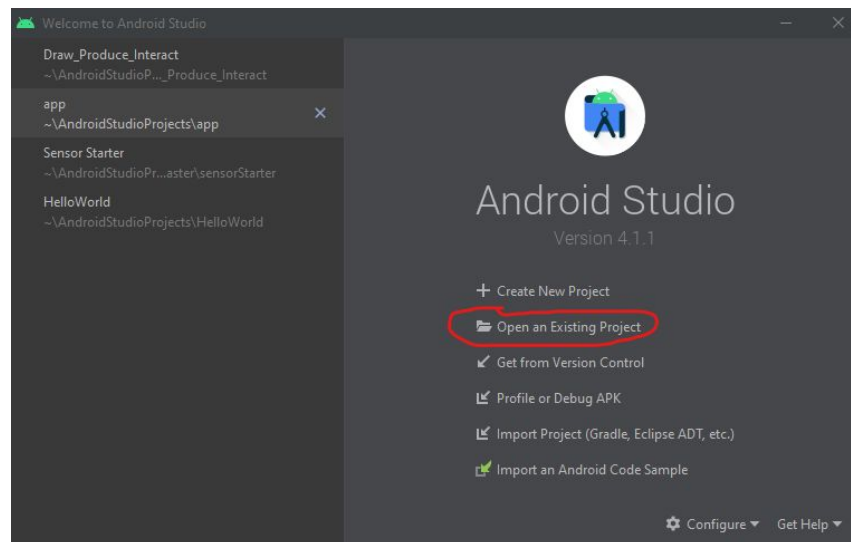 Welcome to Android Studio
Draw_Produce_Interact
~\AndroidStudioP..._Produce_Interact
app
~\AndroidStudioProjects\app
Sensor Starter
~\AndroidStudioPr...aster\sensorStarter
HelloWorld
~\AndroidStudioProjects\HelloWorld
Android Studio
Version 4.1.1
Create New Project
Open an Existing Project
Get from Version Control
Profile or Debug APK
Import Project (Gradle, Eclipse ADT, etc.)
Import an Android Code Sample
Configure Get Help